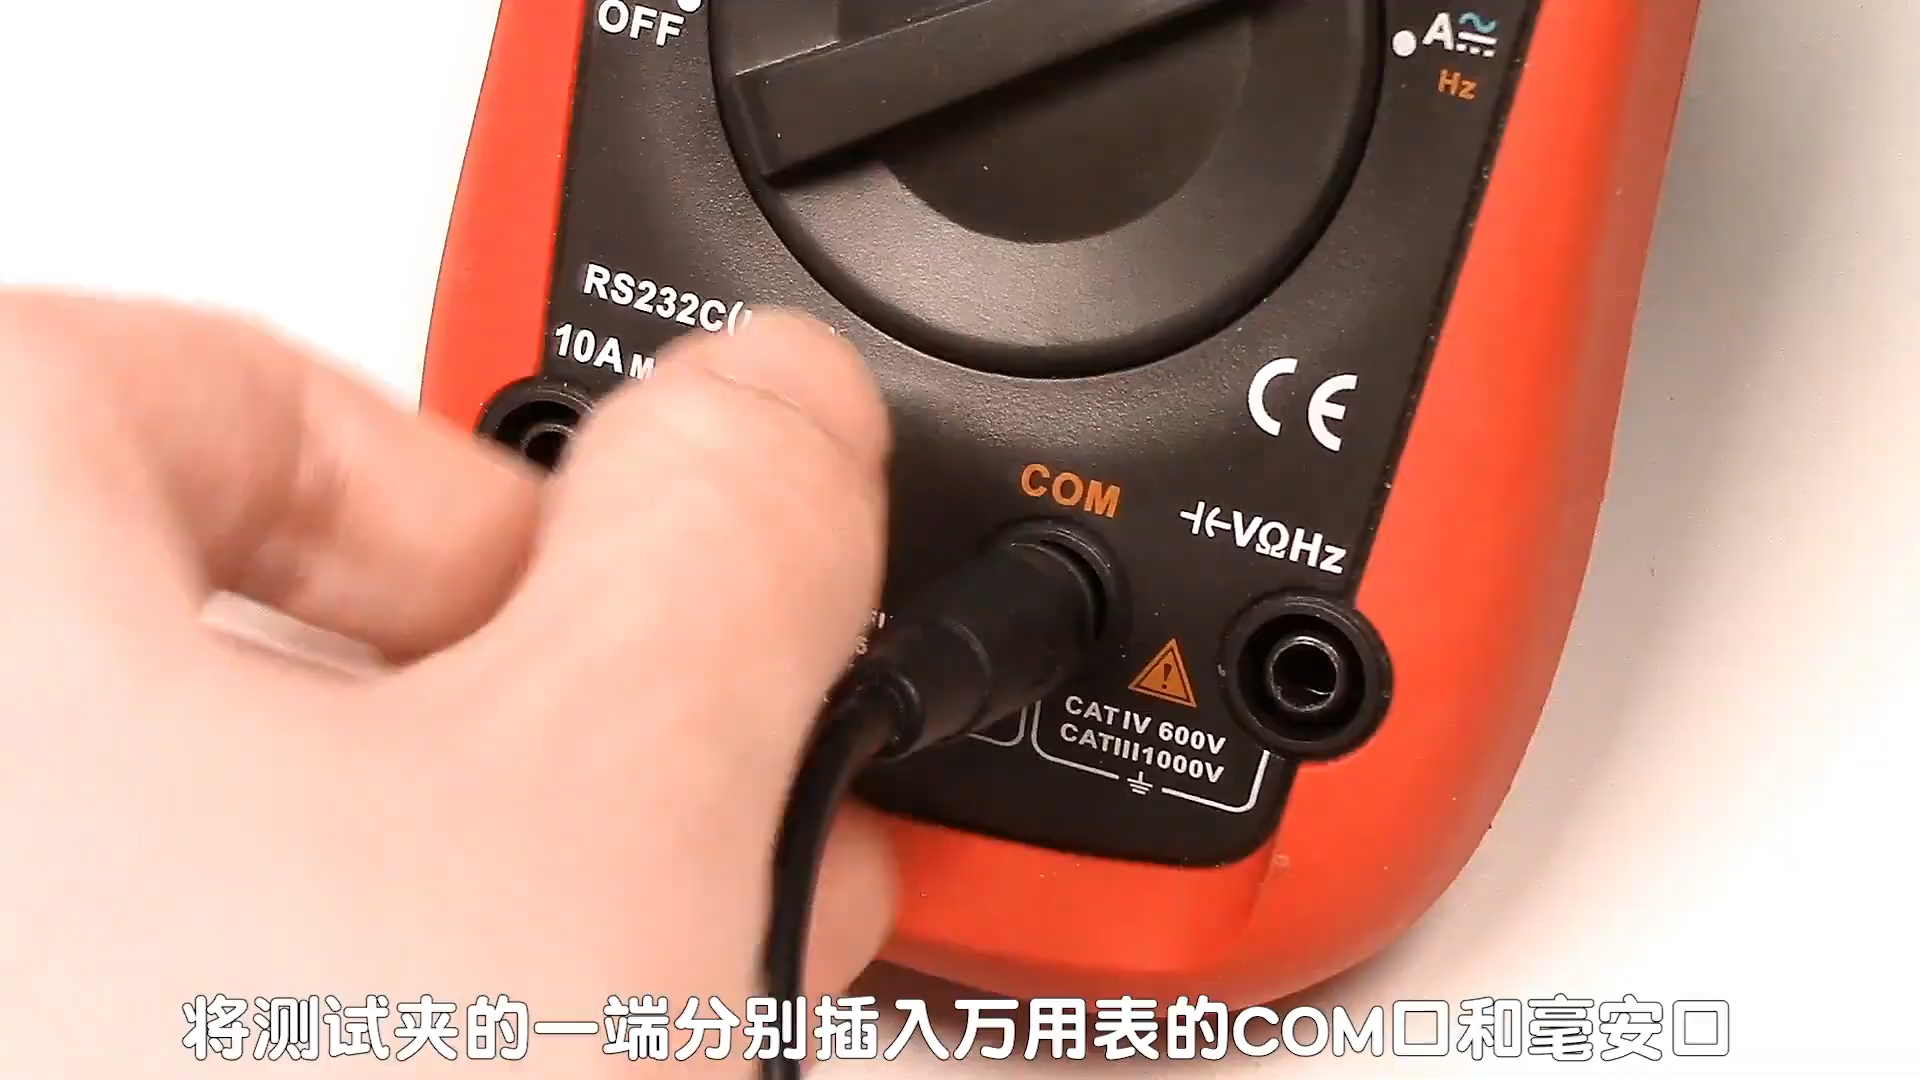 OFF
A
Hz
RS232C(
10A M
CE
COM
VΩHz
CAT IV 600V
CATIII1000V
将测试夹的一端分别插入万用表的COM口和毫安口